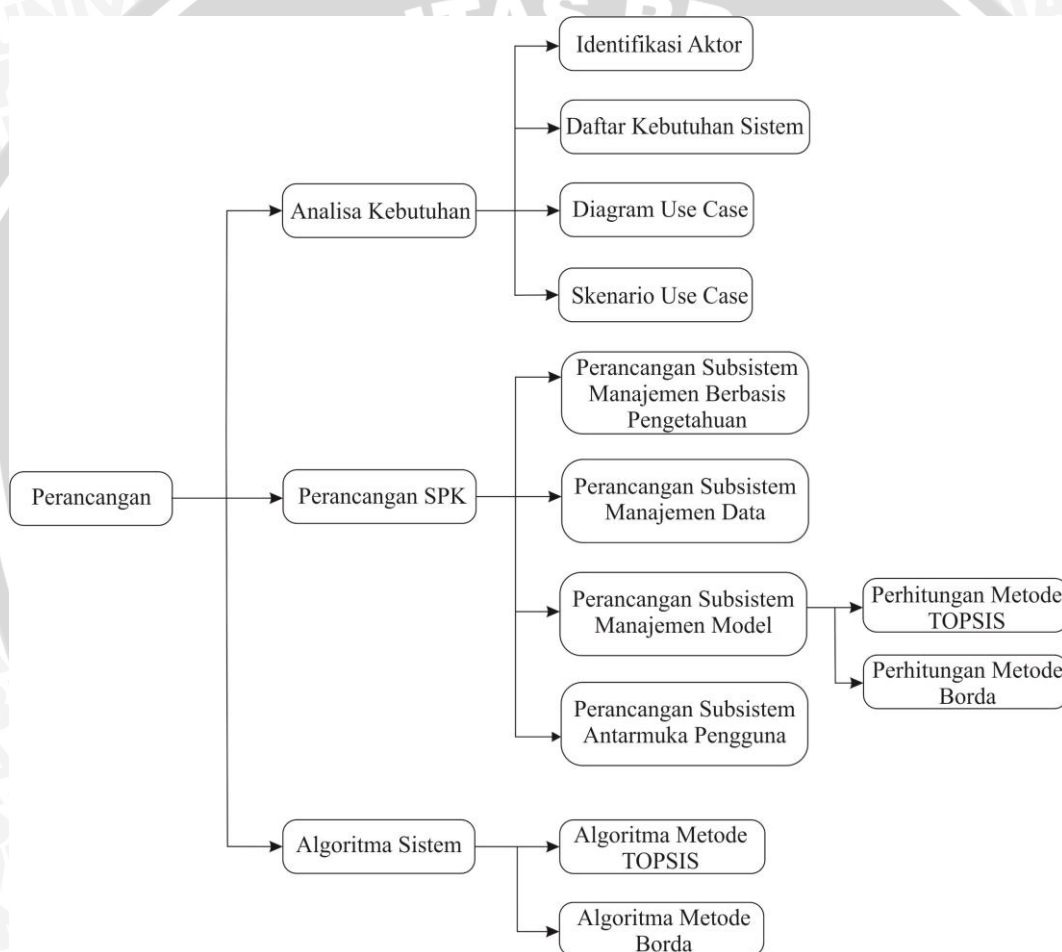 Identifikasi Aktor
Daftar Kebutuhan Sistem
Analisa Kebutuhan
Diagram Use Case
Skenario Use Case
Perancangan Subsistem
Manajemen Berbasis
Pengetahuan
Perancangan
Perancangan SPK
Perancangan Subsistem
Manajemen Data
Perancangan Subsistem
Manajemen Model
Perhitungan Metode
TOPSIS
Perhitungan Metode
Borda
Perancangan Subsistem
Antarmuka Pengguna
Algoritma Sistem
Algoritma Metode
TOPSIS
Algoritma Metode
Borda